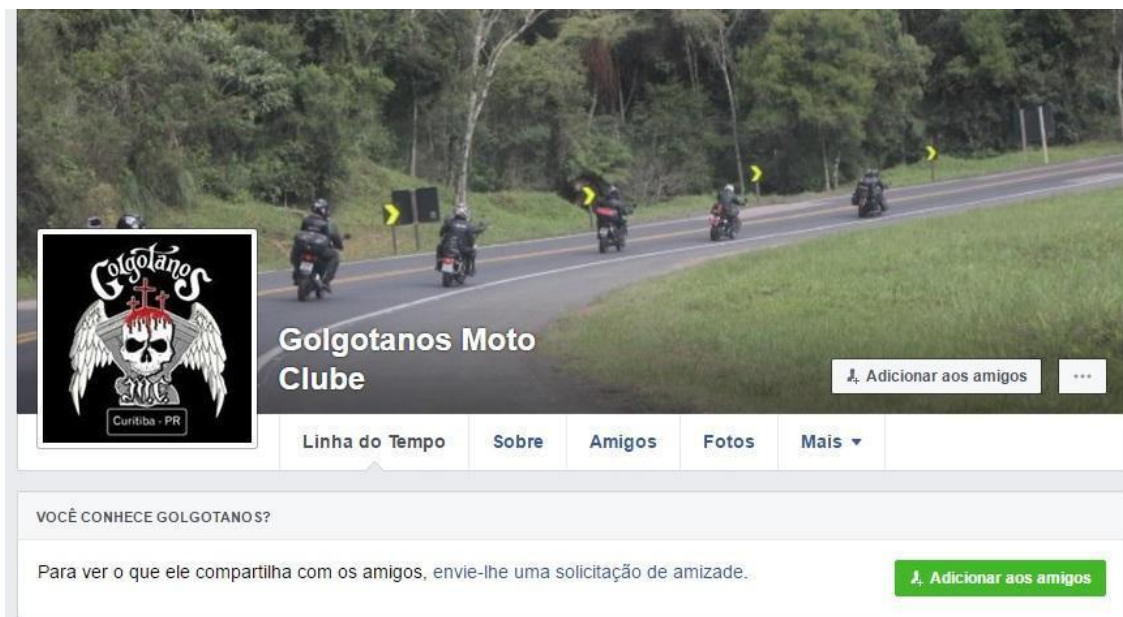 Golgotanos
M.C
Curitiba - PR
Golgotanos Moto
Clube
Adicionar aos amigos
...
Linha do Tempo
Sobre
Amigos
Fotos
Mais
VOCÊ CONHECE GOLGOTANOS?
Para ver o que ele compartilha com os amigos, envie-lhe uma solicitação de amizade.
Adicionar aos amigos